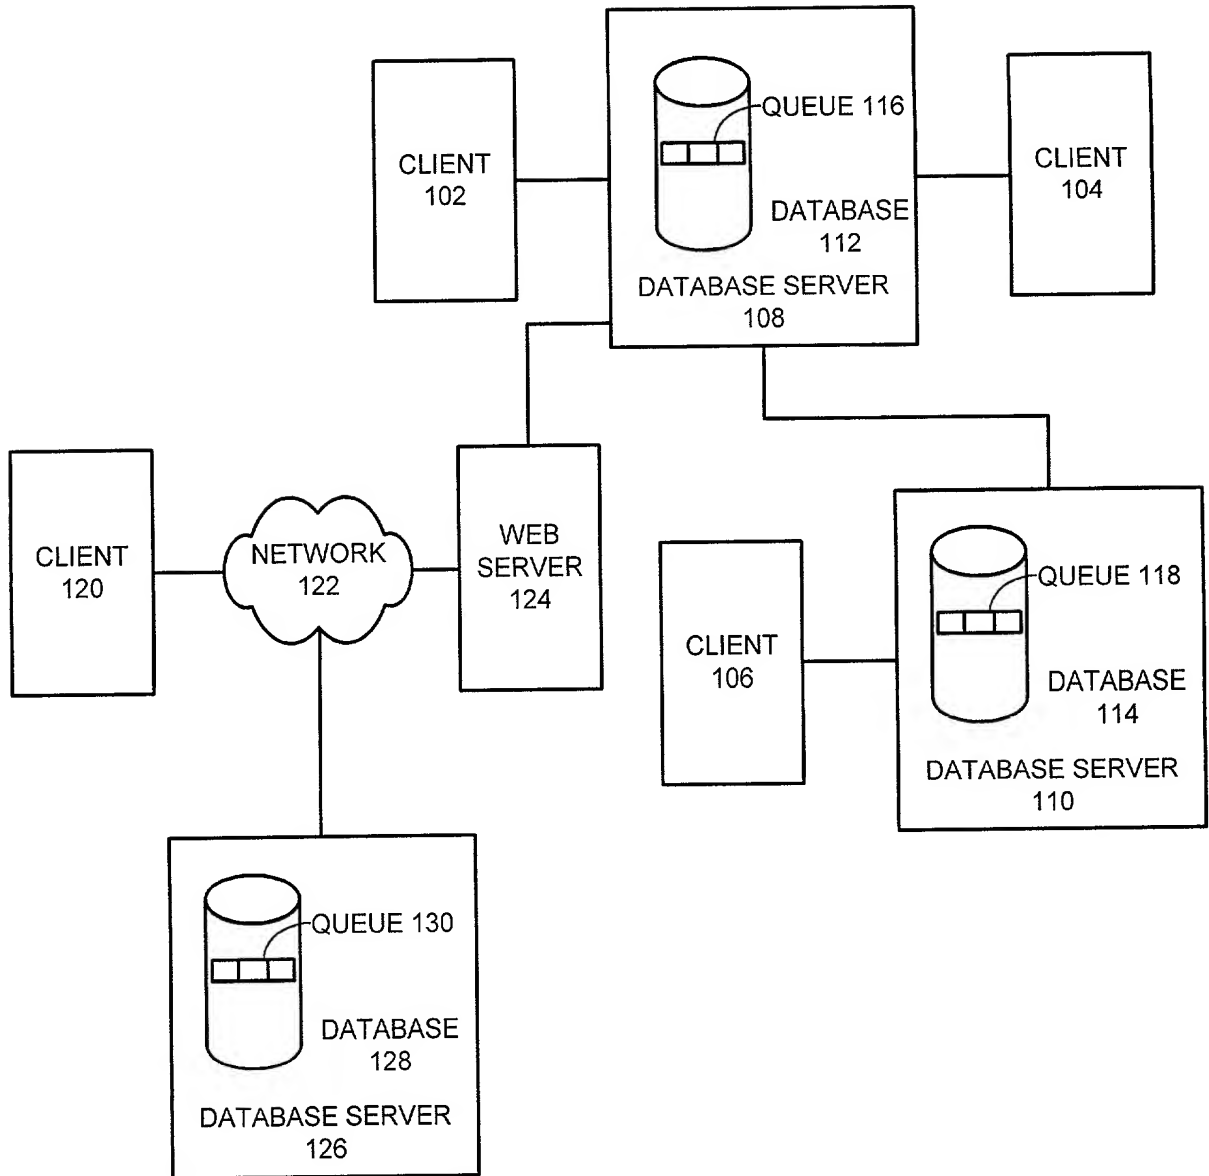 QUEUE 116
CLIENT
102
CLIENT
104
DATABASE
112
DATABASE SERVER
108
CLIENT
120
NETWORK
122
WEB
SERVER
124
QUEUE 118
CLIENT
106
DATABASE
114
DATABASE SERVER
110
QUEUE 130
DATABASE
128
DATABASE SERVER
126